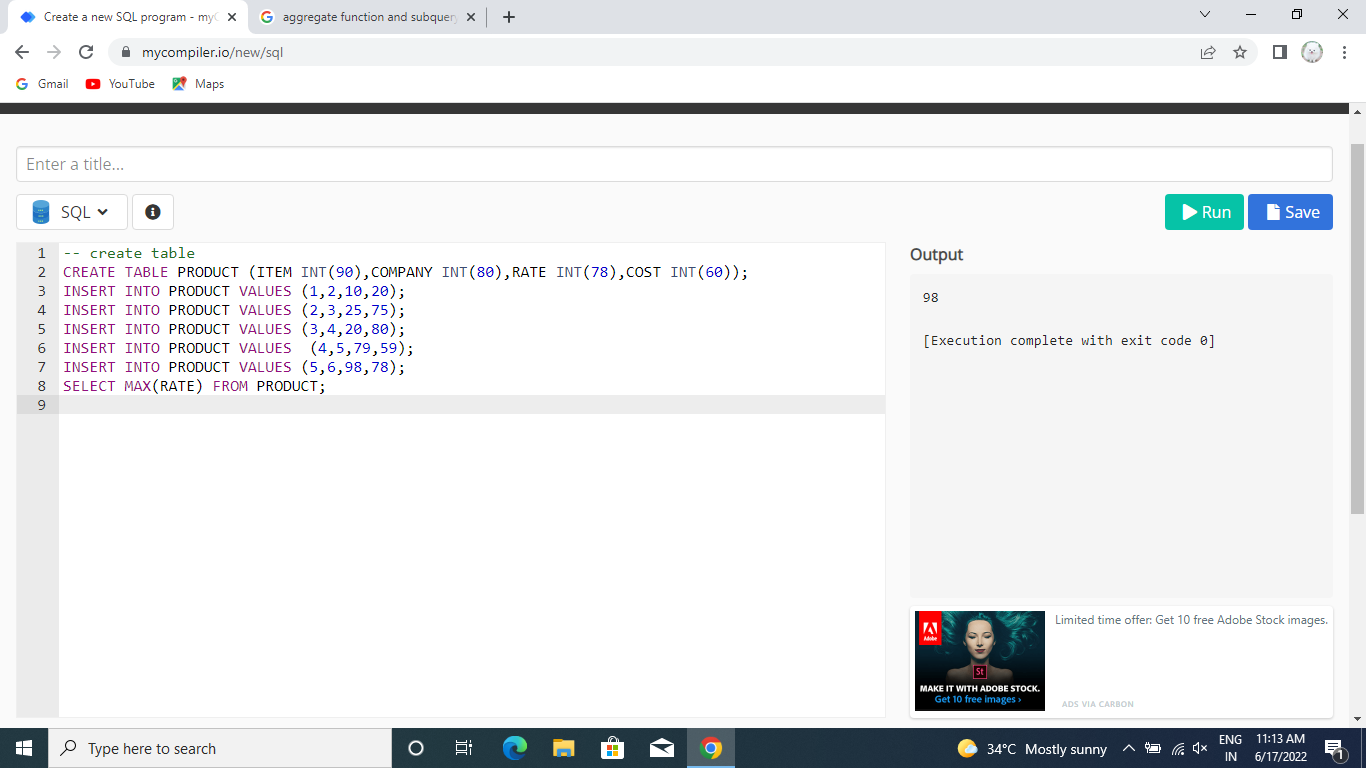 Create a new SQL program - myC
aggregate function and subquery
mycompiler.io/new/sql
Gmail
YouTube
Maps
Enter a title...
SQL
Run
Save
1 -- create table
2 CREATE TABLE PRODUCT (ITEM INT(90),COMPANY INT(80),RATE INT(78),COST INT(60));
3 INSERT INTO PRODUCT VALUES (1,2,10,20);
4 INSERT INTO PRODUCT VALUES (2,3,25,75);
5 INSERT INTO PRODUCT VALUES (3,4,20,80);
6 INSERT INTO PRODUCT VALUES  (4,5,79,59);
7 INSERT INTO PRODUCT VALUES (5,6,98,78);
8 SELECT MAX(RATE) FROM PRODUCT;
9
Output
98
[Execution complete with exit code 0]
Adobe
St
MAKE IT WITH ADOBE STOCK.
Get 10 free images ›
Limited time offer: Get 10 free Adobe Stock images.
ADS VIA CARBON
Type here to search
34°C Mostly sunny
ENG
IN
11:13 AM
6/17/2022
1